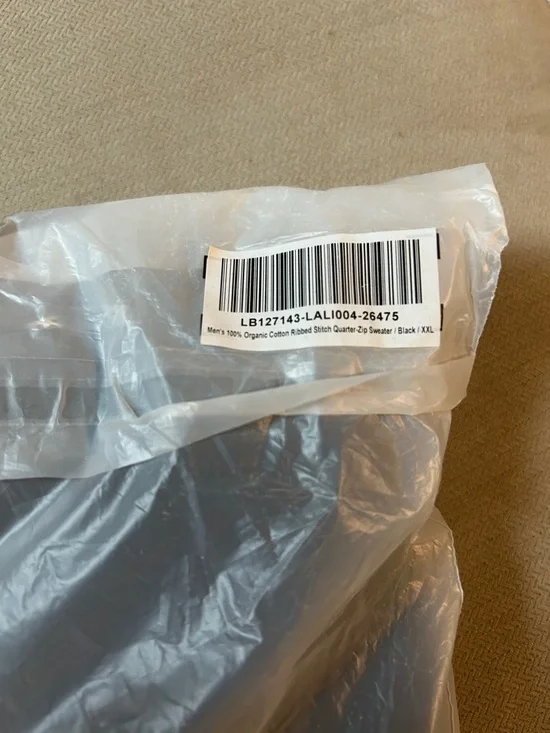 LB127143-LALI004-26475
Men's 100% Organic Cotton Ribbed Stitch Quarter-Zip Sweater / Black / XXL